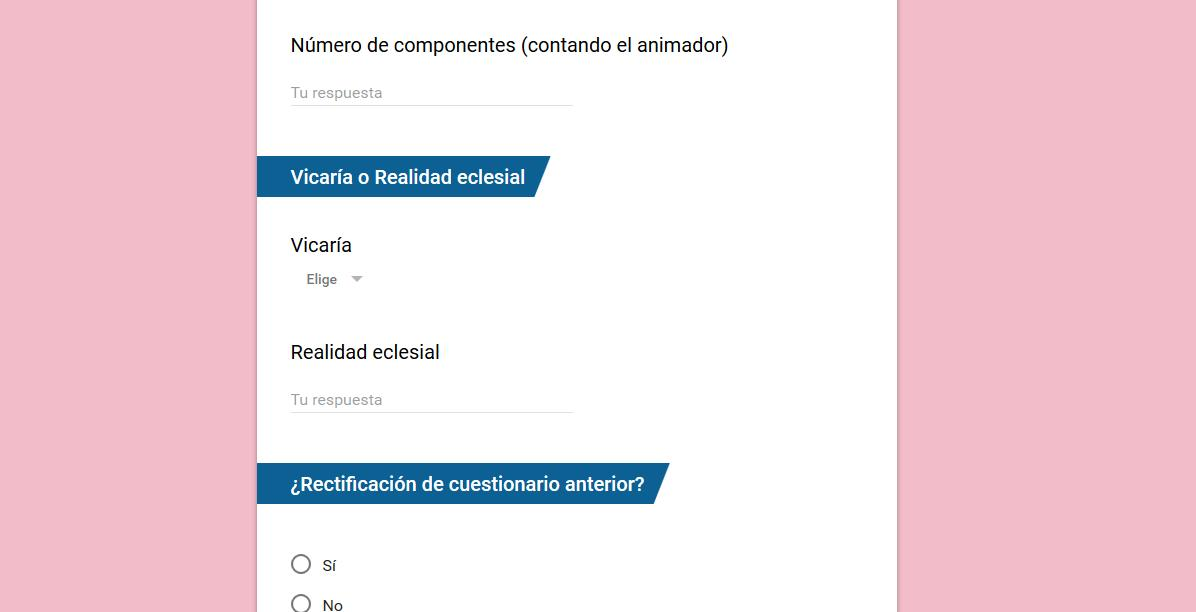 Número de componentes (contando el animador)
Tu respuesta
Vicaría o Realidad eclesial
Vicaría
Elige
Realidad eclesial
Tu respuesta
¿Rectificación de cuestionario anterior?
Sí
No